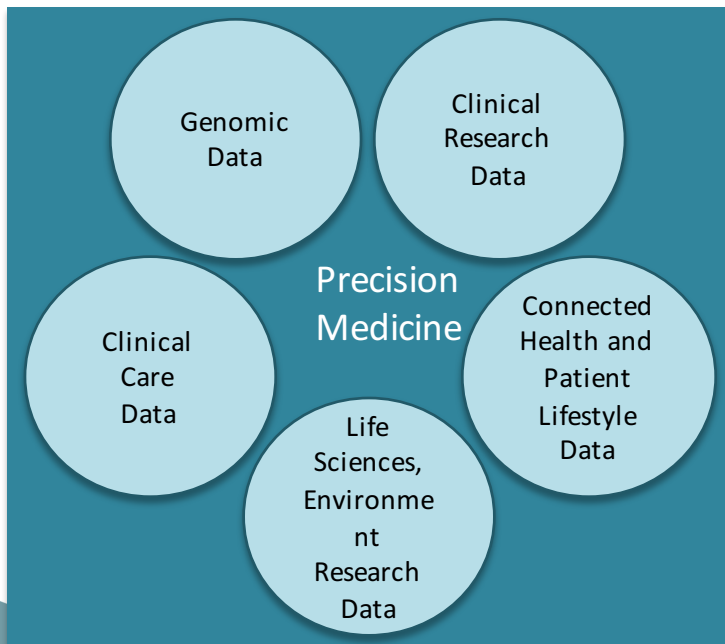 Genomic
Data
Clinical
Research
Data
Precision
Medicine
Connected
Health and
Patient
Lifestyle
Data
Clinical
Care
Data
Life
Sciences,
Environme
nt
Research
Data